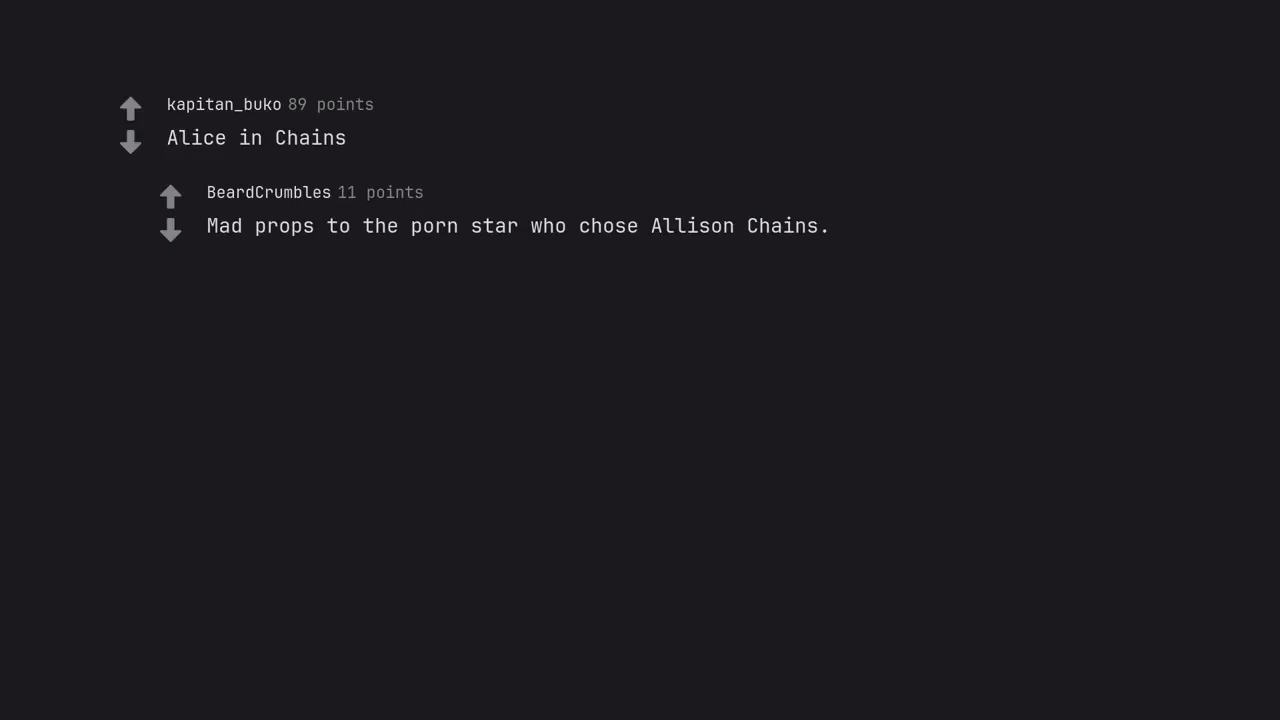 kapitan_buko 89 points
Alice in Chains
BeardCrumbles 11 points
Mad props to the porn star who chose Allison Chains.